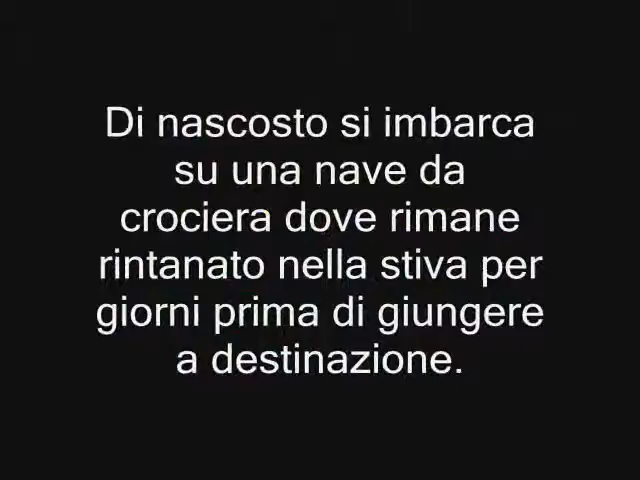 Di nascosto si imbarca
su una nave da
crociera dove rimane
rintanato nella stiva per
giorni prima di giungere
a destinazione.